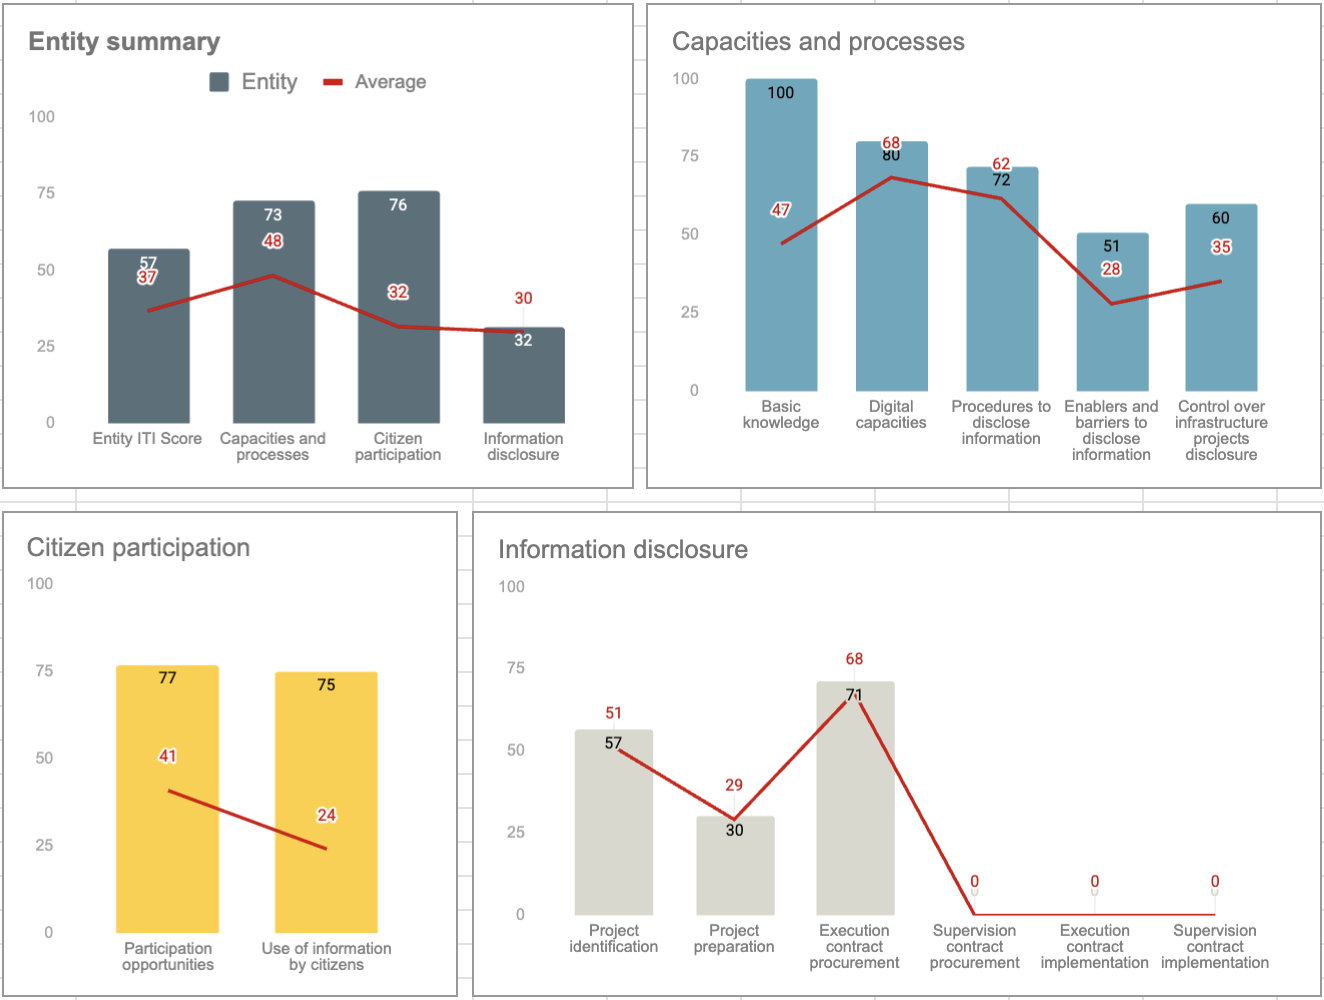 Entity summary
Entity
Average
100
75
50
25
0
57
37
73
48
76
32
30
32
Entity ITI Score
Capacities and
processes
Citizen
participation
Information
disclosure
Capacities and processes
100
75
50
25
0
100
47
68
80
62
72
51
28
60
35
Basic
knowledge
Digital
capacities
Procedures to
disclose
information
Enablers and
barriers to
disclose
information
Control over
infrastructure
projects
disclosure
Citizen participation
100
75
50
25
0
77
41
75
24
Participation
opportunities
Use of information
by citizens
Information disclosure
100
75
50
25
0
51
57
29
30
68
71
0
0
0
Project
identification
Project
preparation
Execution
contract
procurement
Supervision
contract
procurement
Execution
contract
implementation
Supervision
contract
implementation